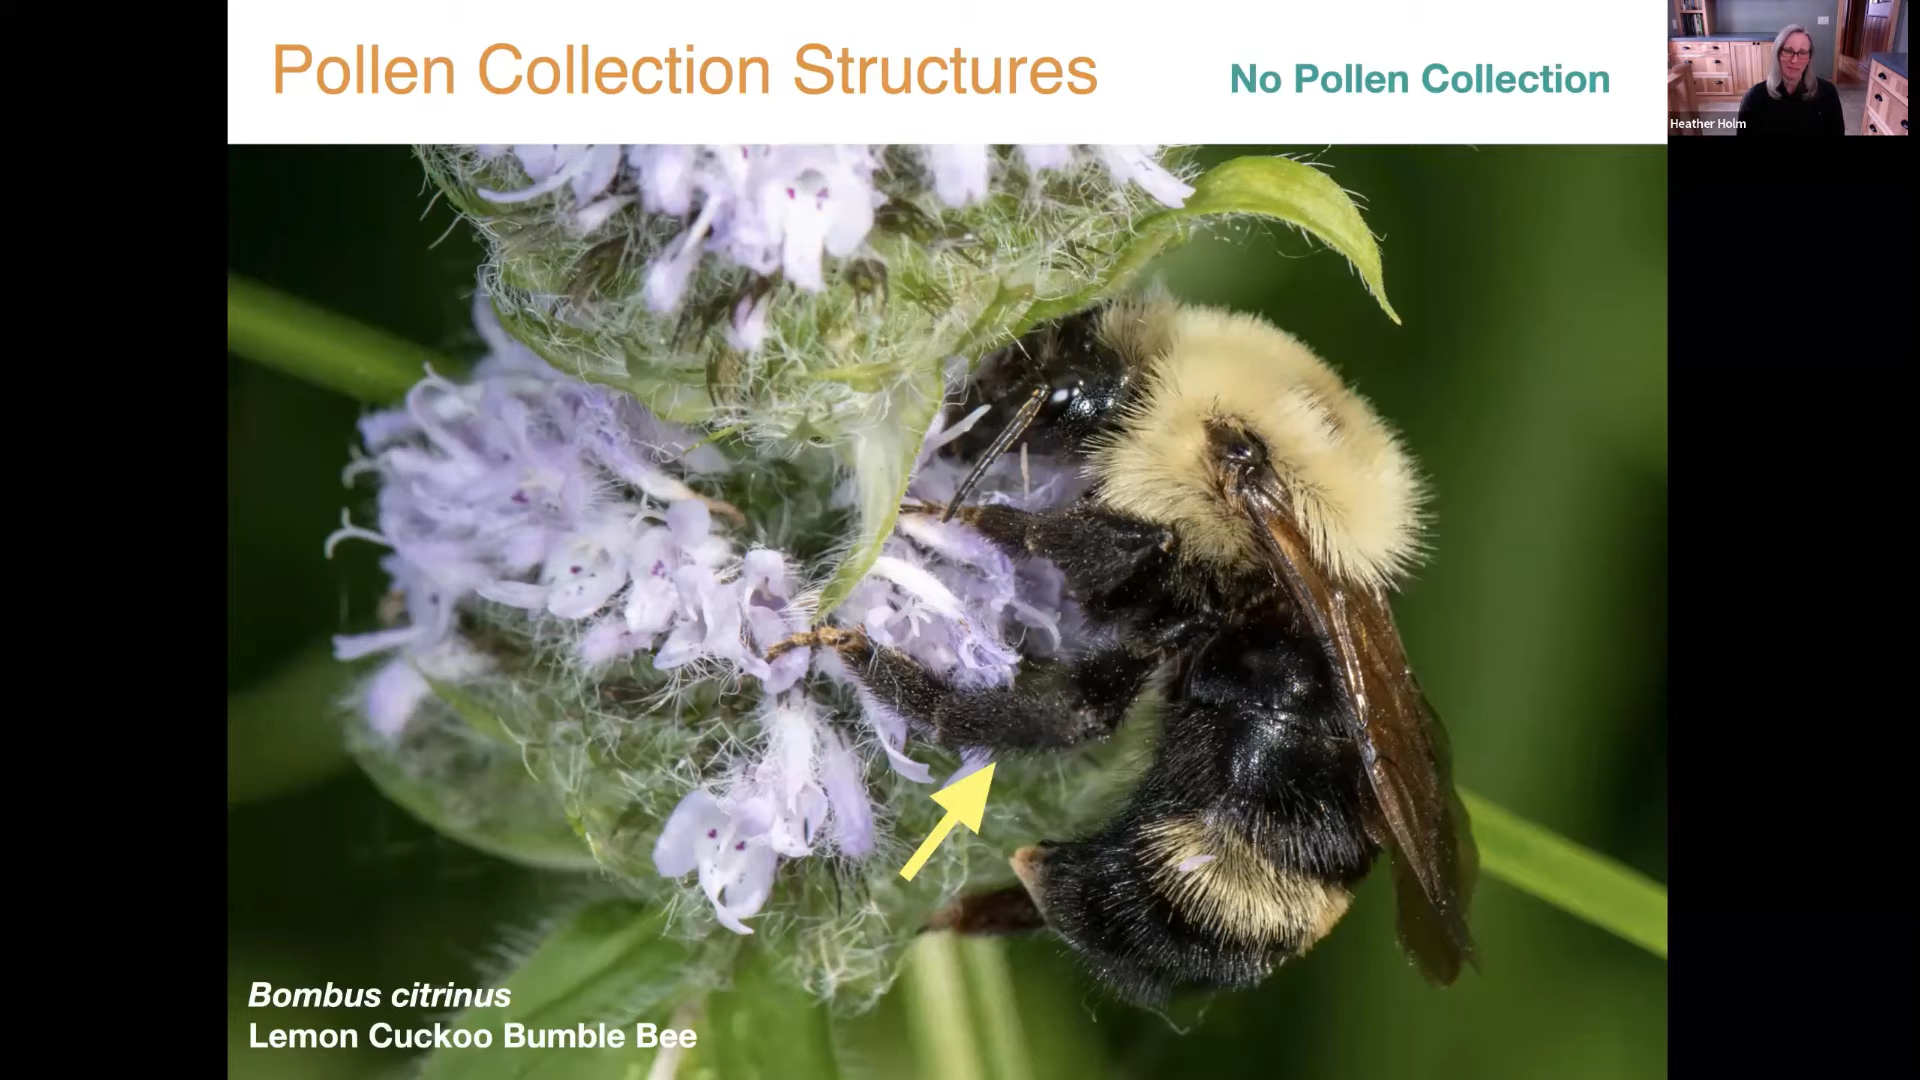 Pollen Collection Structures
No Pollen Collection
Heather Holm
Bombus citrinus
Lemon Cuckoo Bumble Bee